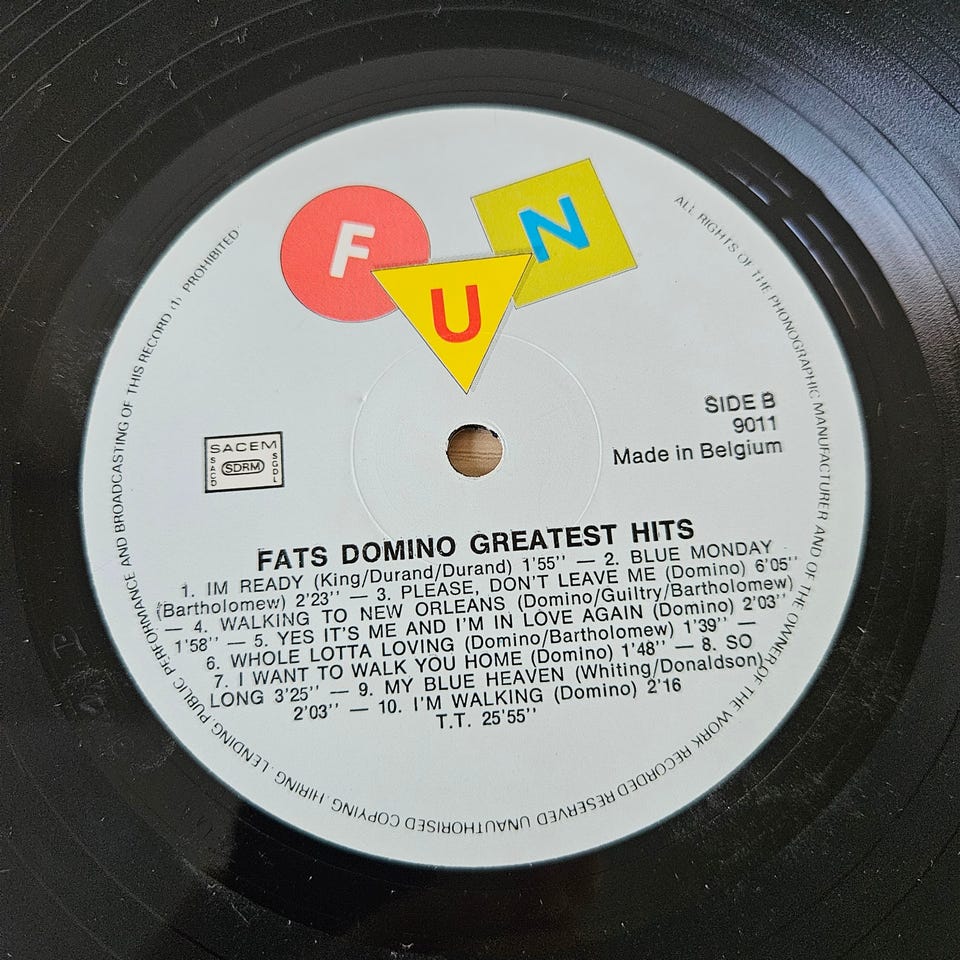 F U N
SIDE B
9011
Made in Belgium
SACEM
SACD SDRM SGDL
FATS DOMINO GREATEST HITS
1. IM READY (King/Durand/Durand) 1'55'' — 2. BLUE MONDAY
(Bartholomew) 2'23'' — 3. PLEASE, DON'T LEAVE ME (Domino) 6'05''
— 4. WALKING TO NEW ORLEANS (Domino/Guiltry/Bartholomew)
1'58'' — 5. YES IT'S ME AND I'M IN LOVE AGAIN (Domino) 2'03''
6. WHOLE LOTTA LOVING (Domino/Bartholomew) 1'39'' —
7. I WANT TO WALK YOU HOME (Domino) 1'48'' — 8. SO
LONG 3'25'' — 9. MY BLUE HEAVEN (Whiting/Donaldson)
2'03'' — 10. I'M WALKING (Domino) 2'16
T.T. 25'55''
ALL RIGHTS OF THE PHONOGRAPHIC MANUFACTURER AND OF THE OWNER OF THE WORK RECORDED RESERVED UNAUTHORISED COPYING. HIRING. LENDING. PUBLIC PERFORMANCE AND BROADCASTING OF THIS RECORD (1) PROHIBITED